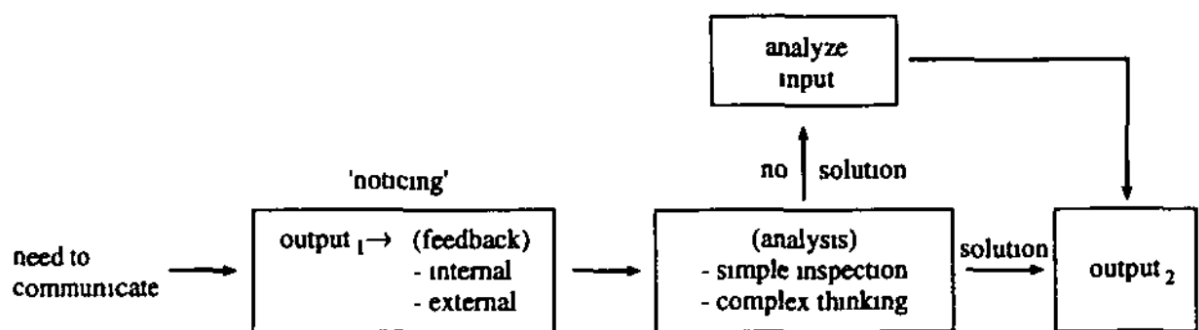 analyze
input
no solution
'noticing'
output 1 → (feedback)
- internal
- external
(analysis)
- simple inspection
- complex thinking
solution
output 2
need to
communicate